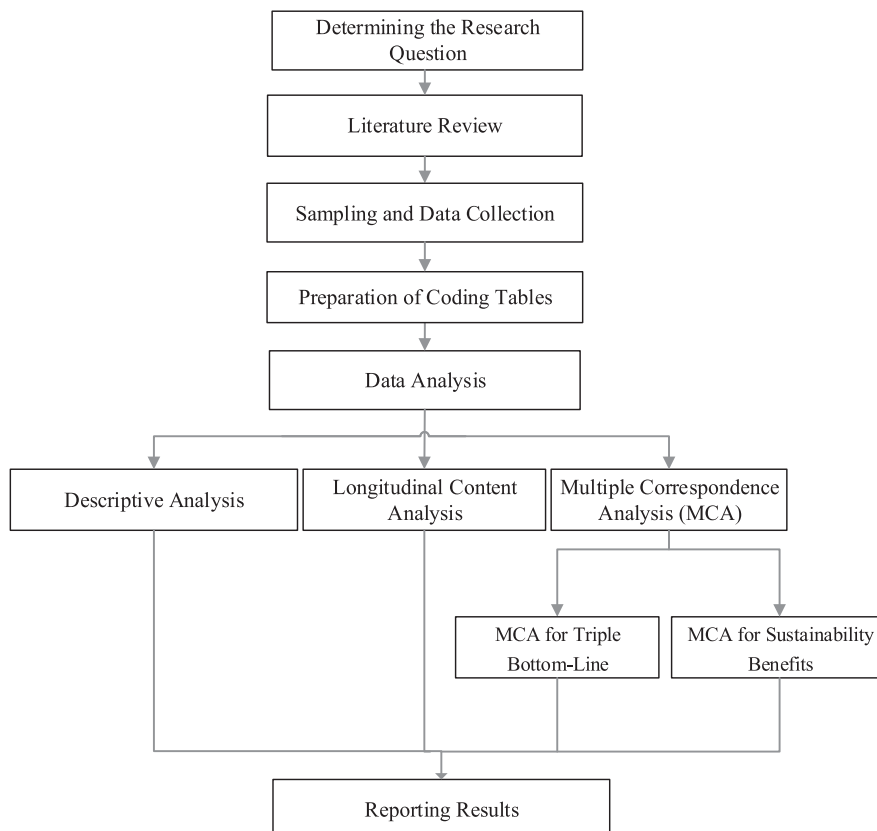 Determining the Research
Question
Literature Review
Sampling and Data Collection
Preparation of Coding Tables
Data Analysis
Descriptive Analysis
Longitudinal Content
Analysis
Multiple Correspondence
Analysis (MCA)
MCA for Triple
Bottom-Line
MCA for Sustainability
Benefits
Reporting Results